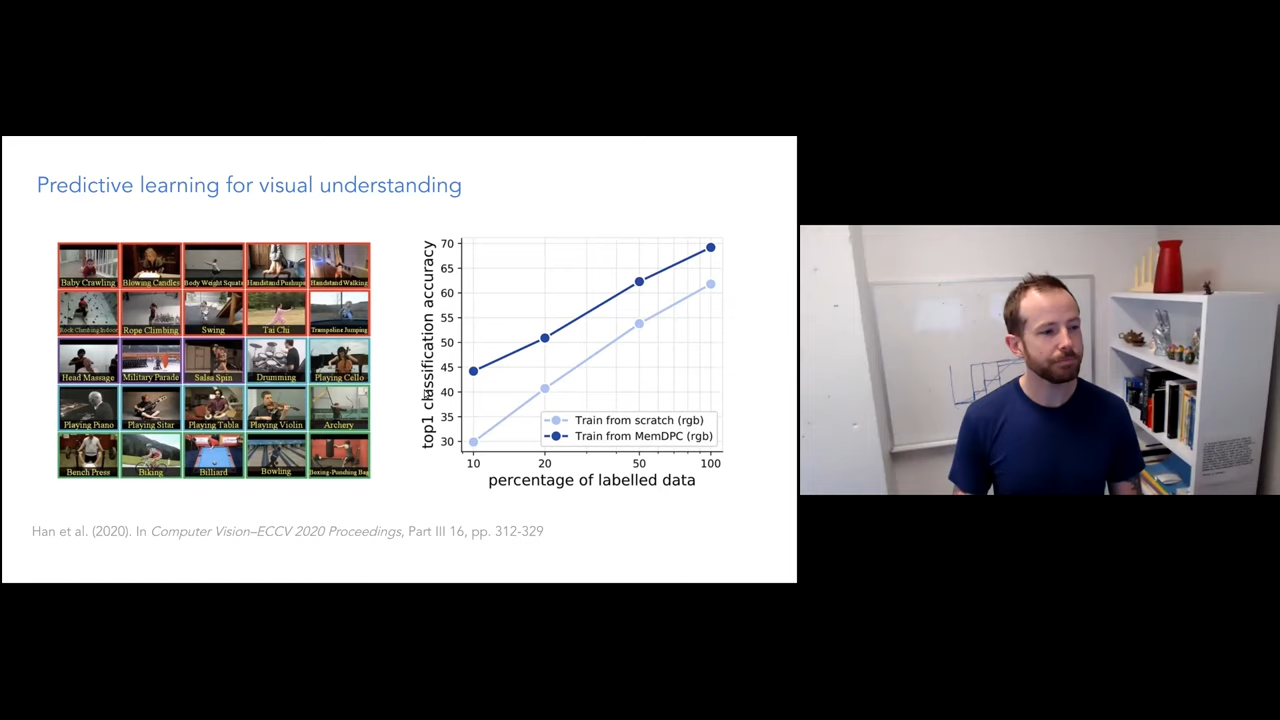 Predictive learning for visual understanding
Baby Crawling Blowing Candles Body Weight Squats Handstand Pushups Handstand Walking
Rock Climbing Indoor Rope Climbing Swing Tai Chi Trampoline Jumping
Head Massage Military Parade Salsa Spin Drumming Playing Cello
Playing Piano Playing Sitar Playing Tabla Playing Violin Archery
Bench Press Biking Billiard Bowling Boxing-Punching Bag
top1 classification accuracy
70
65
60
55
50
45
40
35
30
Train from scratch (rgb)
Train from MemDPC (rgb)
10 20 50 100
percentage of labelled data
Han et al. (2020). In Computer Vision–ECCV 2020 Proceedings, Part III 16, pp. 312-329